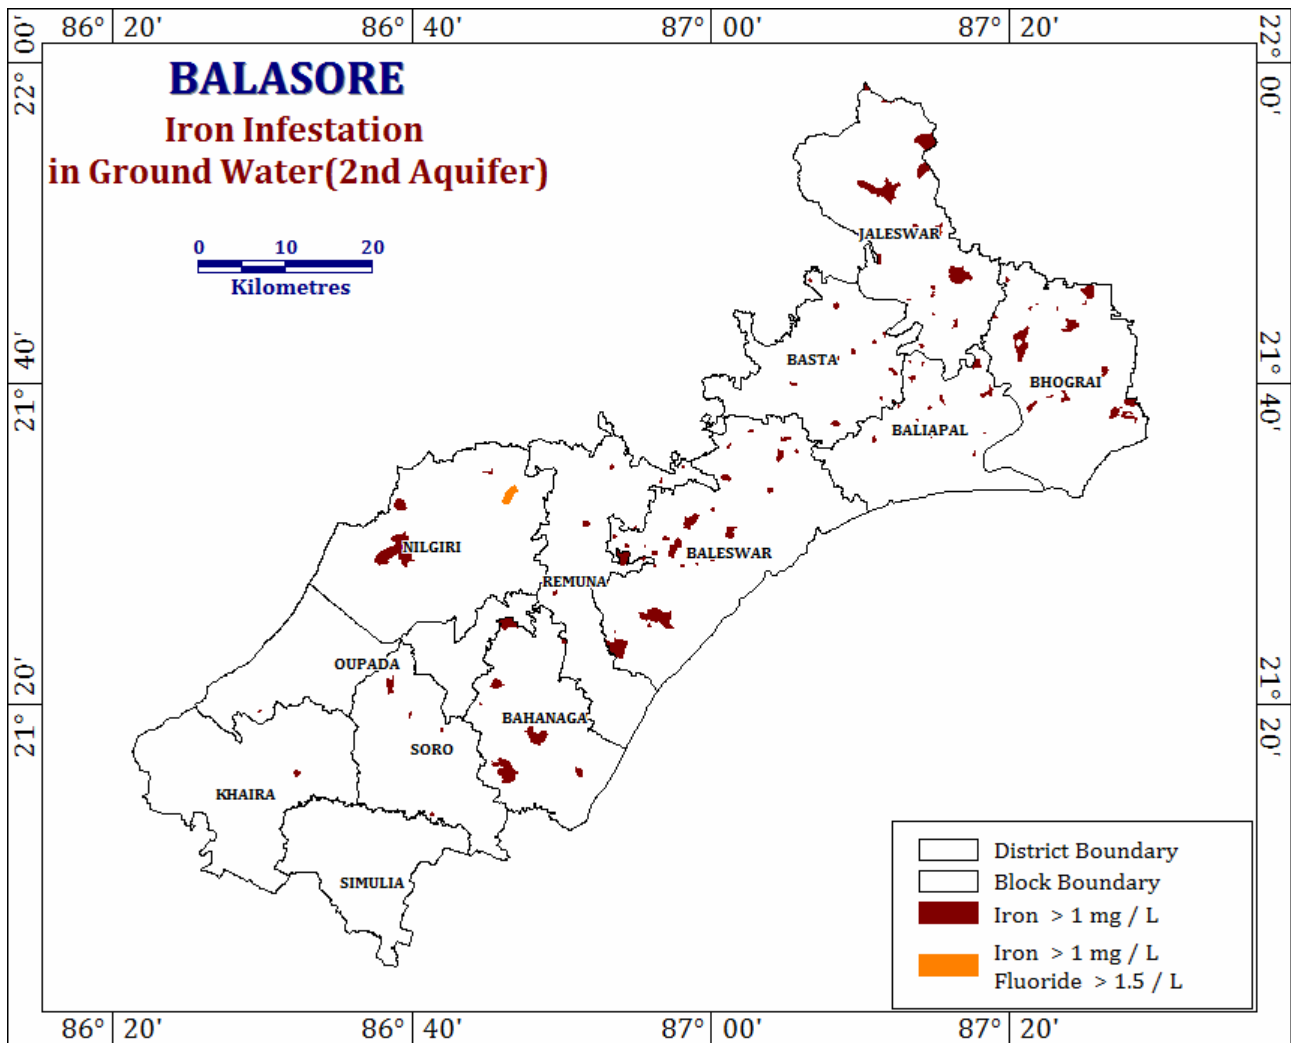 86° 20' 86° 40' 87° 00' 87° 20'
22° 00'
22° 00'
BALASORE
Iron Infestation
in Ground Water(2nd Aquifer)
0 10 20
Kilometres
JALESWAR
21° 40'
21° 40'
BASTA
BHOGRAI
BALIAPAL
NILGIRI
BALESWAR
REMUNA
OUPADA
21° 20'
21° 20'
BAHANAGA
SORO
KHAIRA
SIMULIA
District Boundary
Block Boundary
Iron > 1 mg / L
Iron > 1 mg / L
Fluoride > 1.5 / L
86° 20' 86° 40' 87° 00' 87° 20'